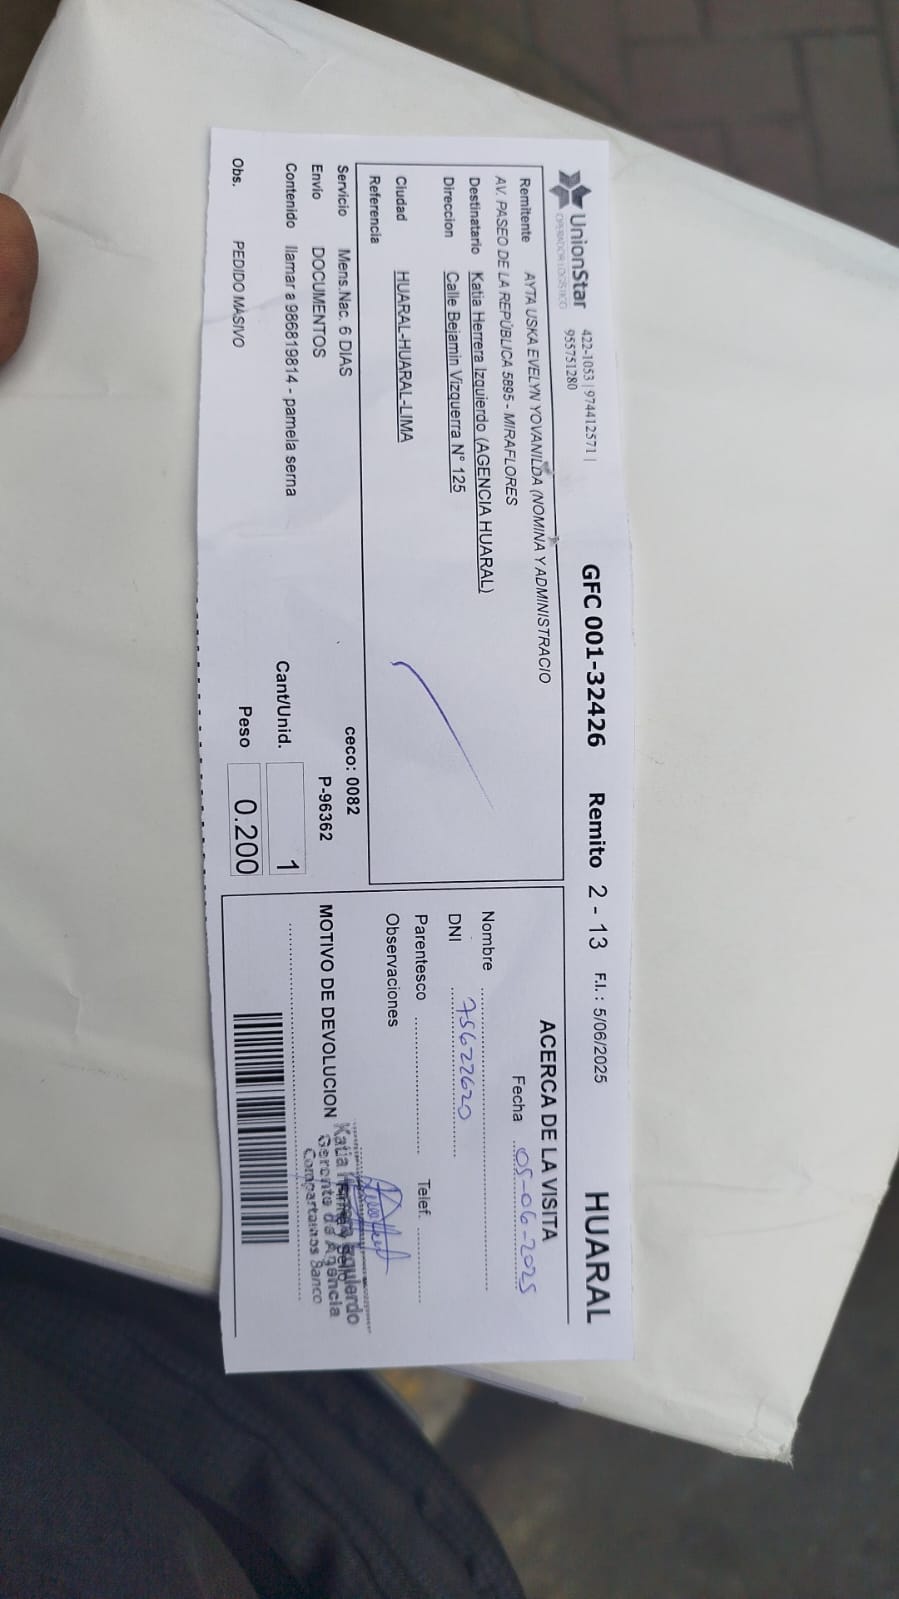 UnionStar
OPERADOR LOGISTICO
422-1053 | 974412571 |
955751280
GFC 001-32426 Remito 2 - 13 F.I. : 5/06/2025 HUARAL
Remitente AYTA USKA EVELYN YOVANILDA (NOMINA Y ADMINISTRACIO
AV. PASEO DE LA REPÚBLICA 5895 - MIRAFLORES
Destinatario Katia Herrera Izquierdo (AGENCIA HUARAL)
Direccion Calle Bejamin Vizquerra N° 125
Ciudad HUARAL-HUARAL-LIMA
Referencia
Servicio Mens.Nac. 6 DIAS ceco: 0082
Envio DOCUMENTOS P-96362
Contenido llamar a 986819814 - pamela serna Cant/Unid. 1
Obs. PEDIDO MASIVO Peso 0.200
ACERCA DE LA VISITA
Fecha 05-06-2025
Nombre
DNI 75622620
Parentesco Telef.
Observaciones
MOTIVO DE DEVOLUCION
Gerente de Agencia
Compartamos Banco